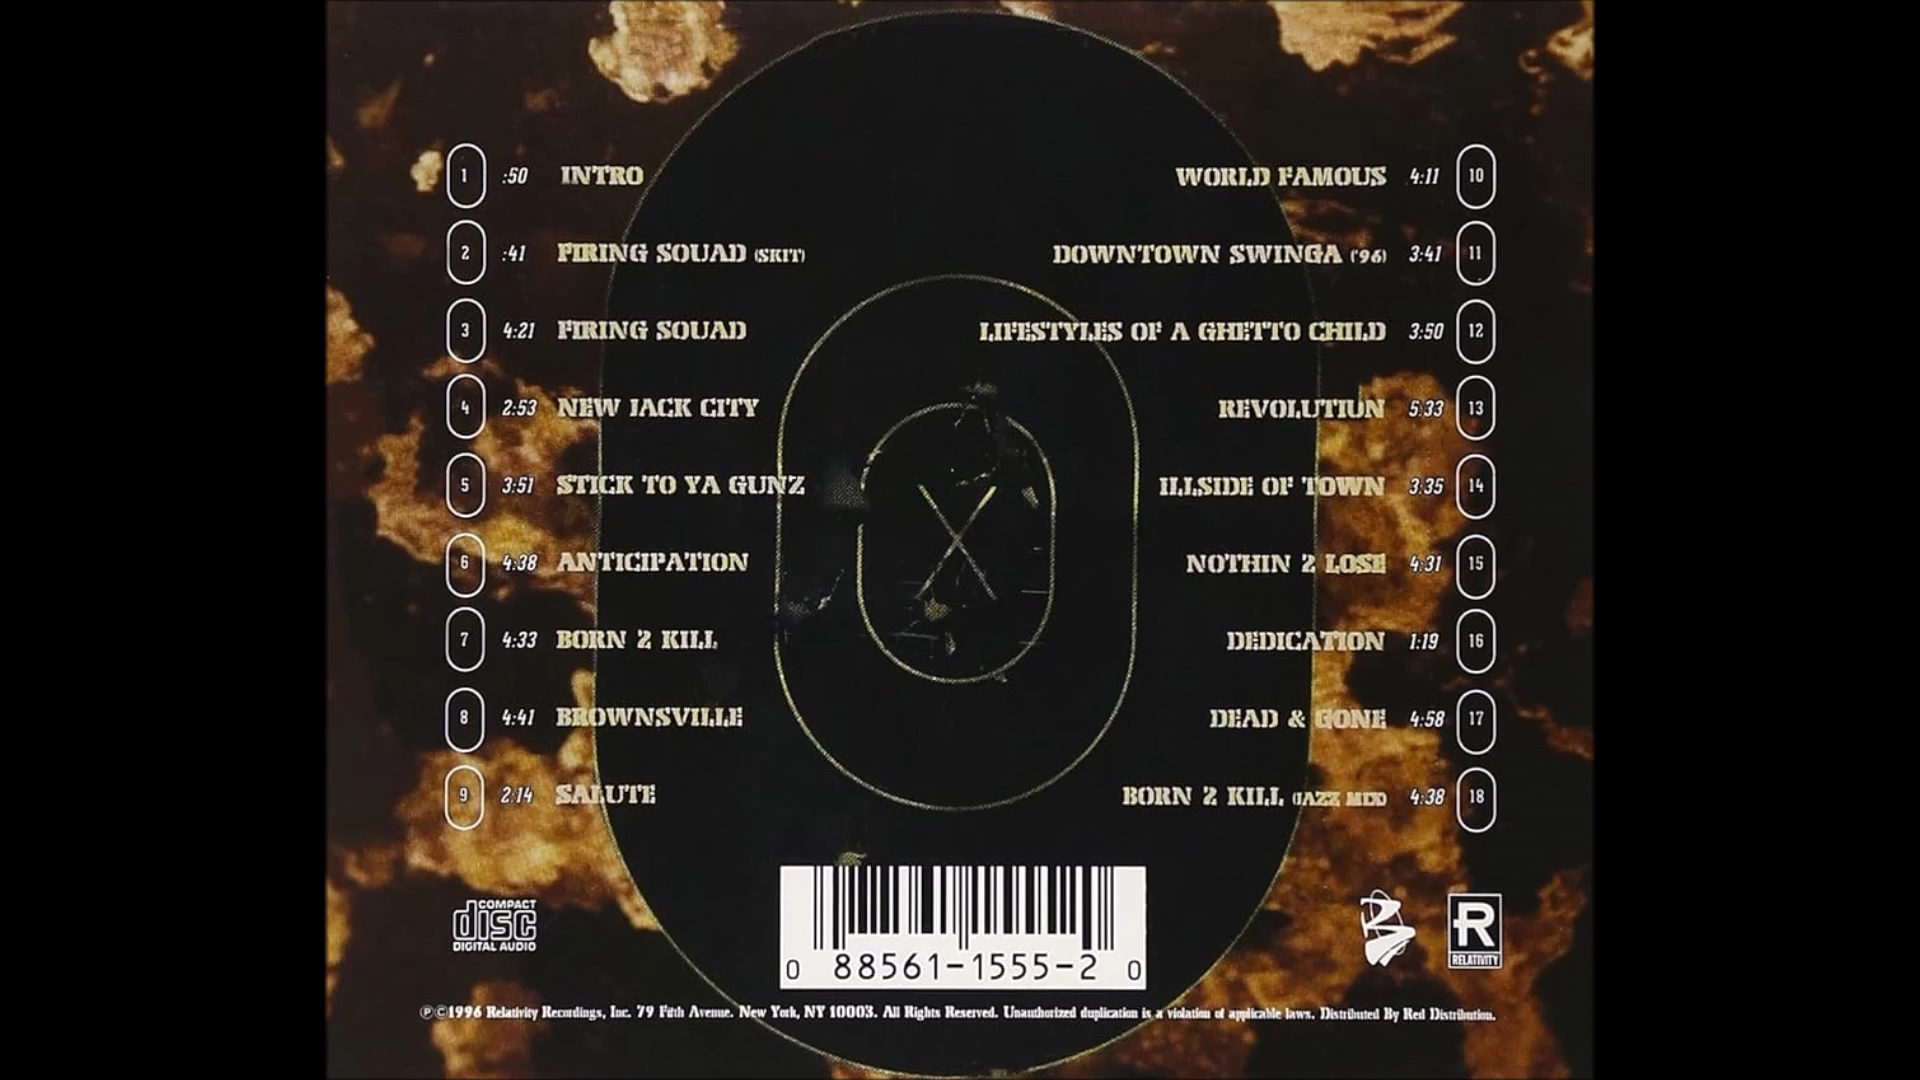 1 :50 INTRO
2 :41 FIRING SQUAD (SKIT)
3 4:21 FIRING SQUAD
4 2:53 NEW JACK CITY
5 3:51 STICK TO YA GUNZ
6 4:38 ANTICIPATION
7 4:33 BORN 2 KILL
8 4:41 BROWNSVILLE
9 2:14 SALUTE
WORLD FAMOUS 4:11 10
DOWNTOWN SWINGA ('96) 3:41 11
LIFESTYLES OF A GHETTO CHILD 3:50 12
REVOLUTION 5:33 13
ILLSIDE OF TOWN 3:35 14
NOTHIN 2 LOSE 4:31 15
DEDICATION 1:19 16
DEAD & GONE 4:58 17
BORN 2 KILL (JAZZ MIX) 4:38 18
COMPACT
disc
DIGITAL AUDIO
0 88561-1555-2 0
R
RELATIVITY
℗©1996 Relativity Recordings, Inc. 79 Fifth Avenue. New York, NY 10003. All Rights Reserved. Unauthorized duplication is a violation of applicable laws. Distributed By Red Distribution.